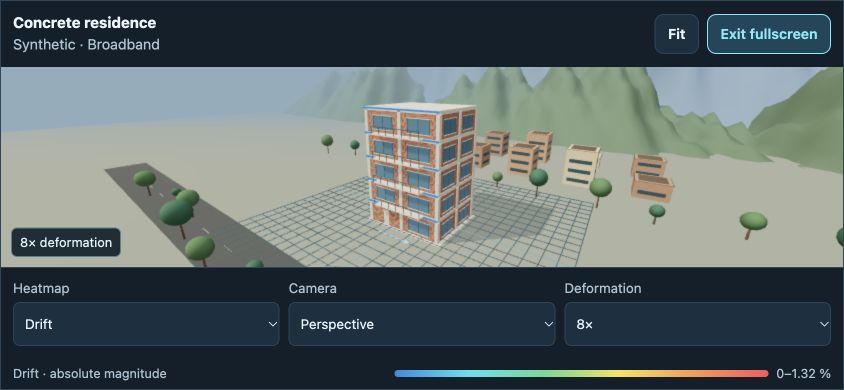 Concrete residence
Synthetic · Broadband
Fit
Exit fullscreen
8× deformation
Heatmap
Camera
Deformation
Drift
Perspective
8×
Drift · absolute magnitude
0–1.32 %